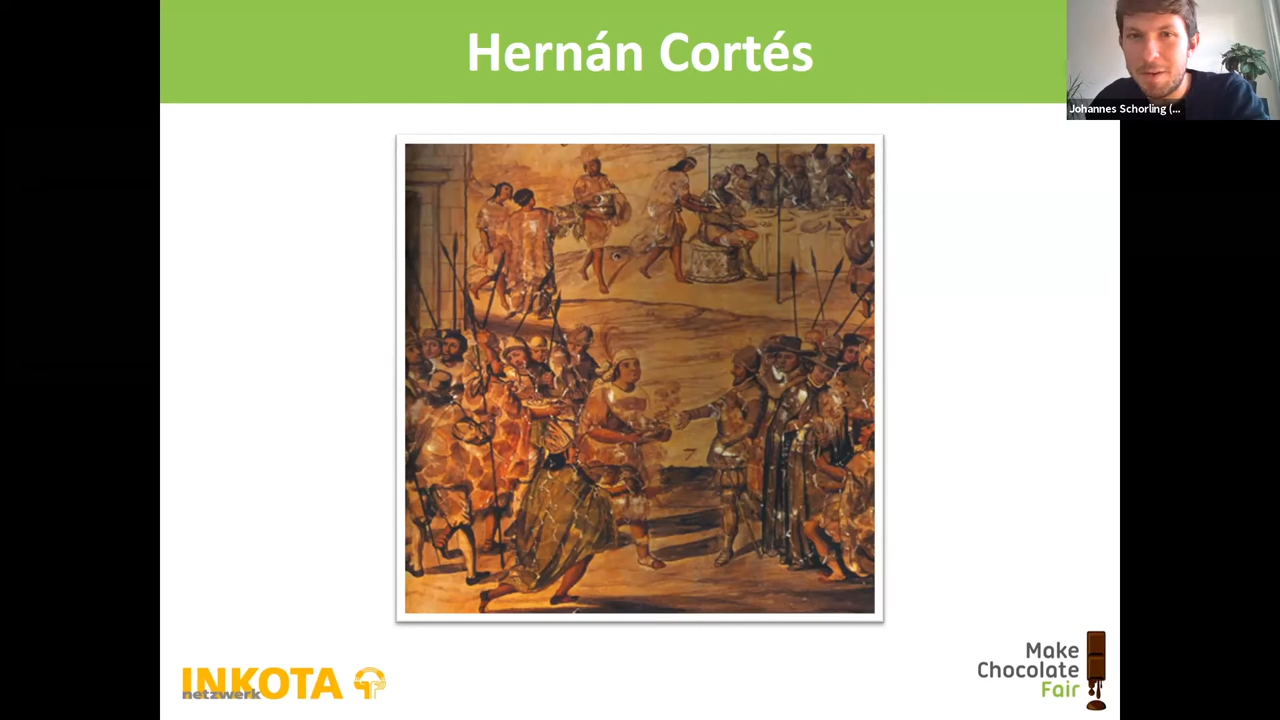 Hernán Cortés
Johannes Schorling (...
INKOTA
netzwerk
Make
Chocolate
Fair